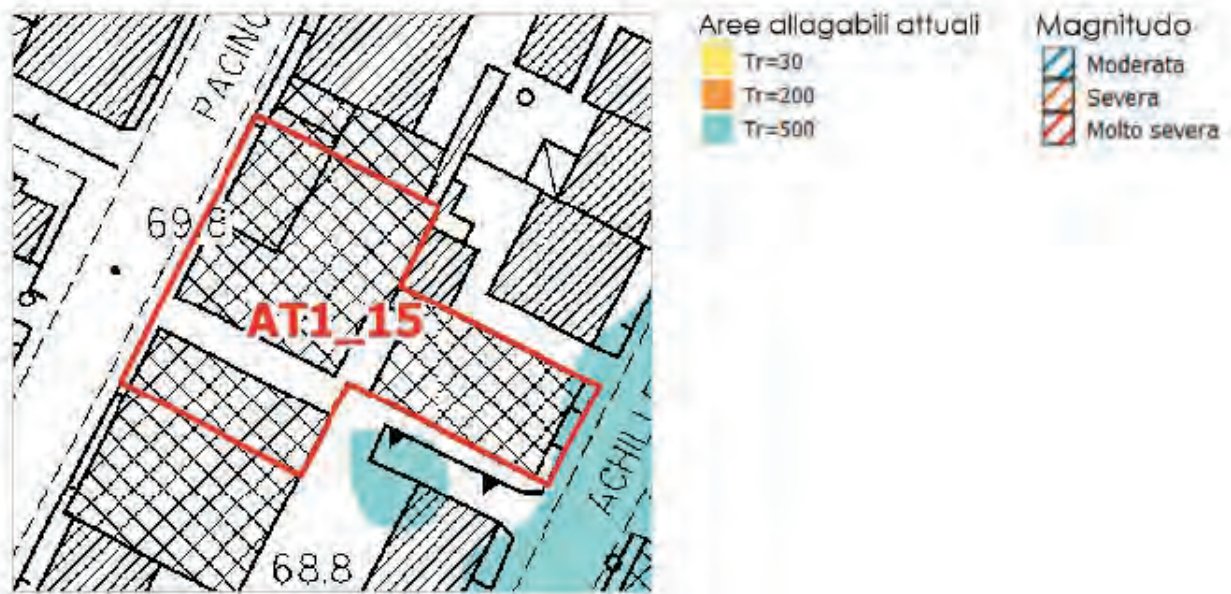 PACINO
69.8
AT1_15
ACHILLE
68.8
Aree allagabili attuali
Tr=30
Tr=200
Tr=500
Magnitudo
Moderata
Severa
Molto severa